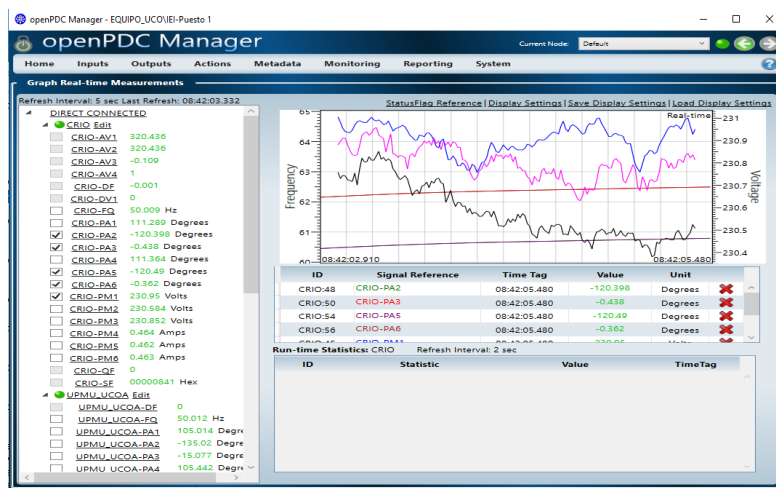 openPDC Manager - EQUIPO_UCO\IEI-Puesto 1
openPDC Manager
Current Node: Default
Home Inputs Outputs Actions Metadata Monitoring Reporting System
Graph Real-time Measurements
Refresh Interval: 5 sec Last Refresh: 08:42:03.332
DIRECT CONNECTED
CRIO Edit
CRIO-AV1 320.436
CRIO-AV2 320.436
CRIO-AV3 -0.109
CRIO-AV4 1
CRIO-DF -0.001
CRIO-DV1 0
CRIO-FQ 50.009 Hz
CRIO-PA1 111.289 Degrees
CRIO-PA2 -120.398 Degrees
CRIO-PA3 -0.438 Degrees
CRIO-PA4 111.364 Degrees
CRIO-PA5 -120.49 Degrees
CRIO-PA6 -0.362 Degrees
CRIO-PM1 230.95 Volts
CRIO-PM2 230.584 Volts
CRIO-PM3 230.852 Volts
CRIO-PM4 0.464 Amps
CRIO-PM5 0.462 Amps
CRIO-PM6 0.463 Amps
CRIO-QF 0
CRIO-SF 00000841 Hex
UPMU_UCOA Edit
UPMU_UCOA-DF 0
UPMU_UCOA-FQ 50.012 Hz
UPMU_UCOA-PA1 105.014 Degre
UPMU_UCOA-PA2 -135.02 Degre
UPMU_UCOA-PA3 -15.077 Degre
UPMU_UCOA-PA4 105.442 Degre
StatusFlag Reference | Display Settings | Save Display Settings | Load Display Settings
Real-time
Frequency
65
64
63
62
61
60
Voltage
231
230.9
230.8
230.7
230.6
230.5
230.4
08:42:02.910 08:42:05.480
ID Signal Reference Time Tag Value Unit
CRIO:48 CRIO-PA2 08:42:05.480 -120.398 Degrees
CRIO:50 CRIO-PA3 08:42:05.480 -0.438 Degrees
CRIO:54 CRIO-PA5 08:42:05.480 -120.49 Degrees
CRIO:56 CRIO-PA6 08:42:05.480 -0.362 Degrees
CRIO-PM1 08:42:05.480 230.95 Volts
Run-time Statistics: CRIO Refresh Interval: 2 sec
ID Statistic Value TimeTag